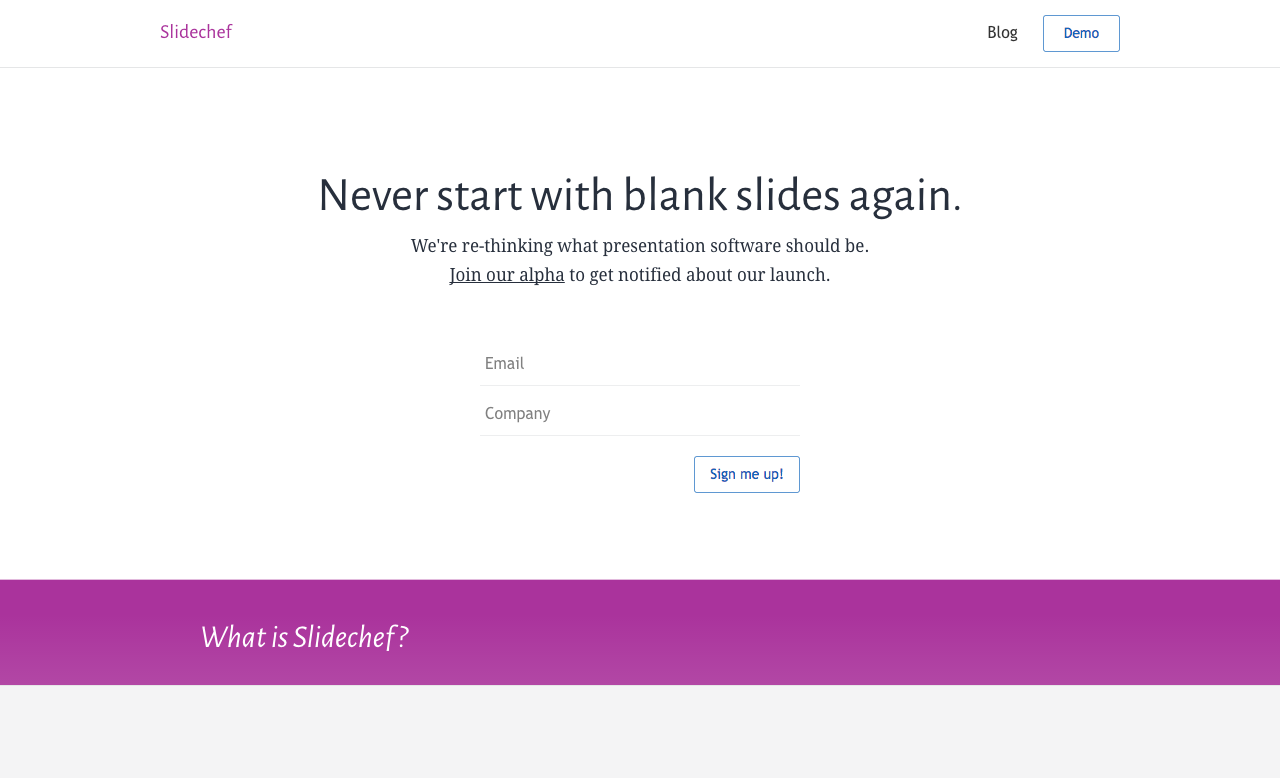 Slidechef
Blog
Demo
Never start with blank slides again.
We're re-thinking what presentation software should be.
Join our alpha to get notified about our launch.
Email
Company
Sign me up!
What is Slidechef?